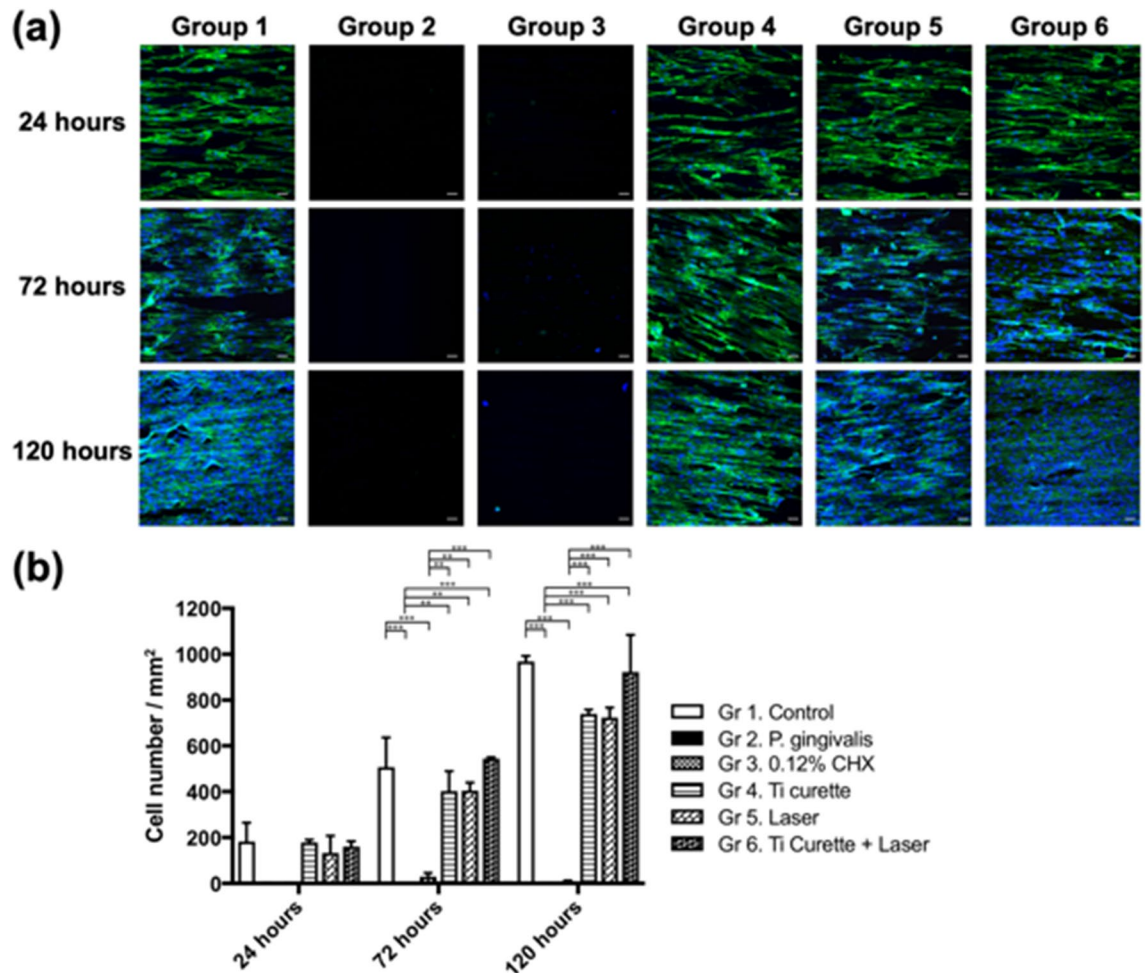 (a)
Group 1 Group 2 Group 3 Group 4 Group 5 Group 6
24 hours
72 hours
120 hours
(b)
Cell number / mm²
1200
1000
800
600
400
200
0
*** ** ** *** ** ** *** ***
*** *** *** *** *** *** *** ***
24 hours
72 hours
120 hours
Gr 1. Control
Gr 2. P. gingivalis
Gr 3. 0.12% CHX
Gr 4. Ti curette
Gr 5. Laser
Gr 6. Ti Curette + Laser